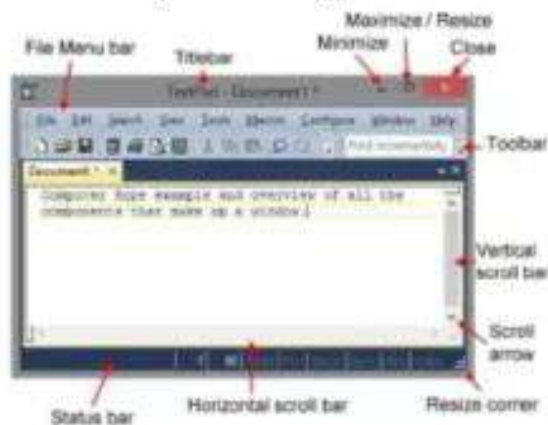 Maximize / Resize
File Menu bar
Titlebar
Minimize
Close
TextPad - Document1 *
File Edit Search View Tools Macros Configure Window Help
Find incrementally
Toolbar
Document1 *
Computer Hope example and overview of all the
components that make up a window.
Vertical
scroll bar
Scroll
arrow
Status bar
Horizontal scroll bar
Resize corner